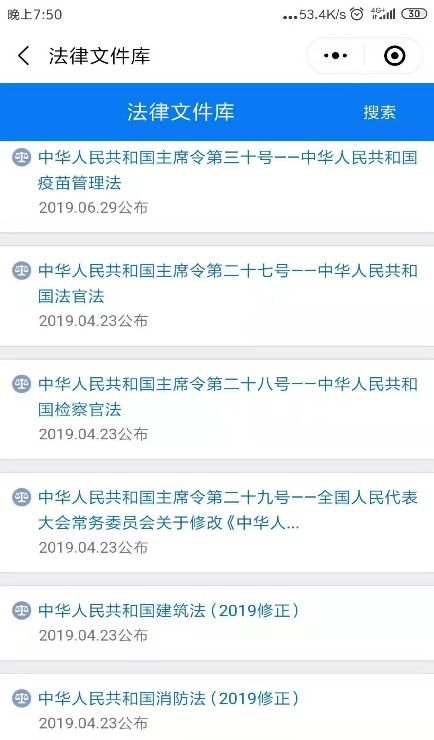 晚上7:50
...53.4K/s 4G+ 30
法律文件库
法律文件库 搜索
中华人民共和国主席令第三十号——中华人民共和国
疫苗管理法
2019.06.29公布
中华人民共和国主席令第二十七号——中华人民共和
国法官法
2019.04.23公布
中华人民共和国主席令第二十八号——中华人民共和
国检察官法
2019.04.23公布
中华人民共和国主席令第二十九号——全国人民代表
大会常务委员会关于修改《中华人...
2019.04.23公布
中华人民共和国建筑法（2019修正）
2019.04.23公布
中华人民共和国消防法（2019修正）
2019.04.23公布